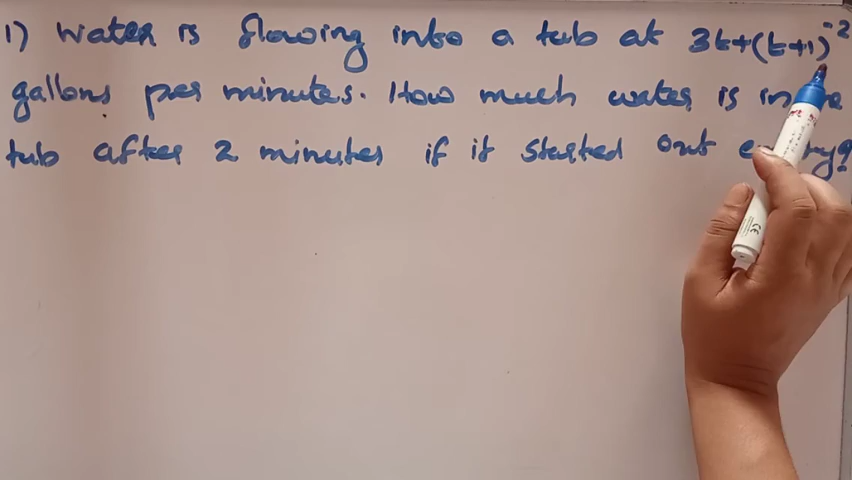 1) Water is flowing into a tub at 3t+(t+1)⁻²
gallons per minutes. How much water is in
tub after 2 minutes if it started out